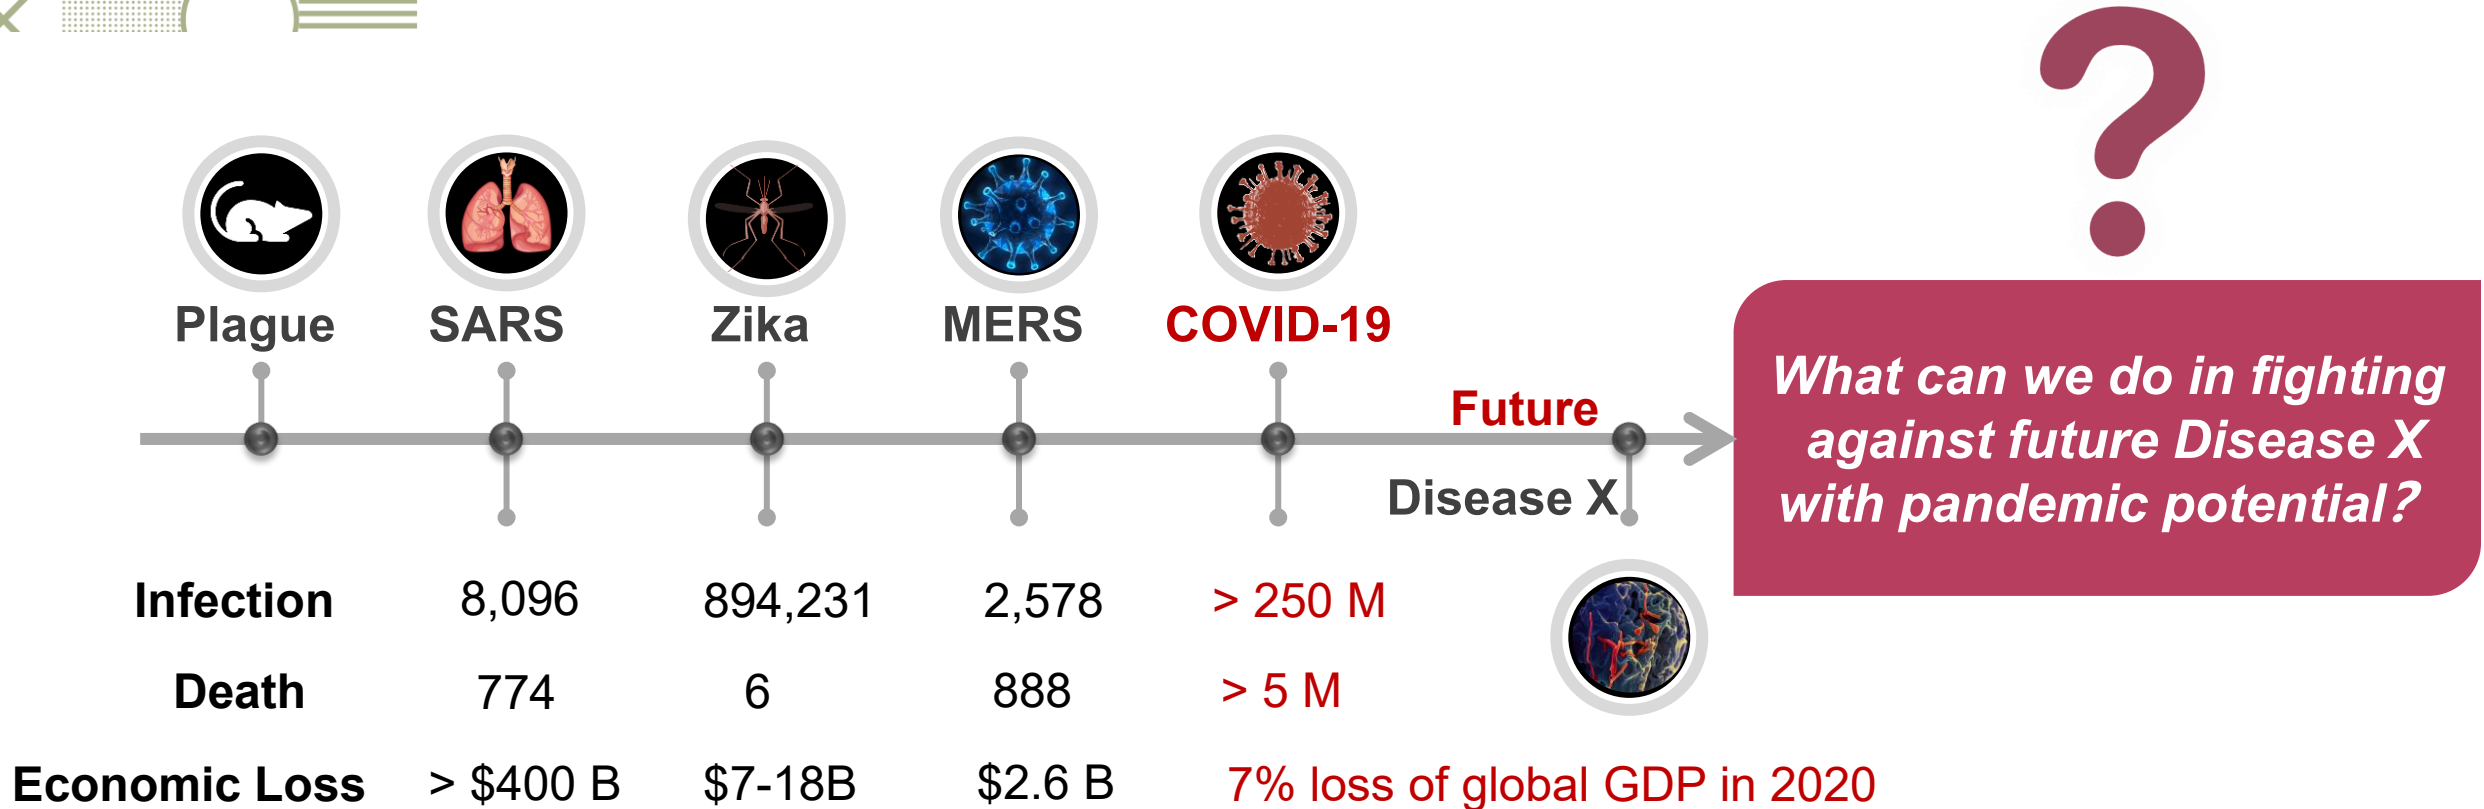 Plague SARS Zika MERS COVID-19
Future
Disease X
What can we do in fighting
against future Disease X
with pandemic potential?
Infection 8,096 894,231 2,578 > 250 M
Death 774 6 888 > 5 M
Economic Loss > $400 B $7-18B $2.6 B 7% loss of global GDP in 2020
?